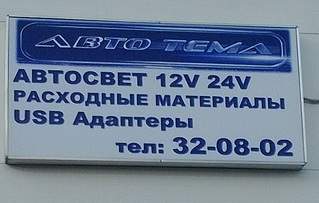 АВТО ТЕМА
АВТОСВЕТ 12V 24V
РАСХОДНЫЕ МАТЕРИАЛЫ
USB Адаптеры
тел: 32-08-02